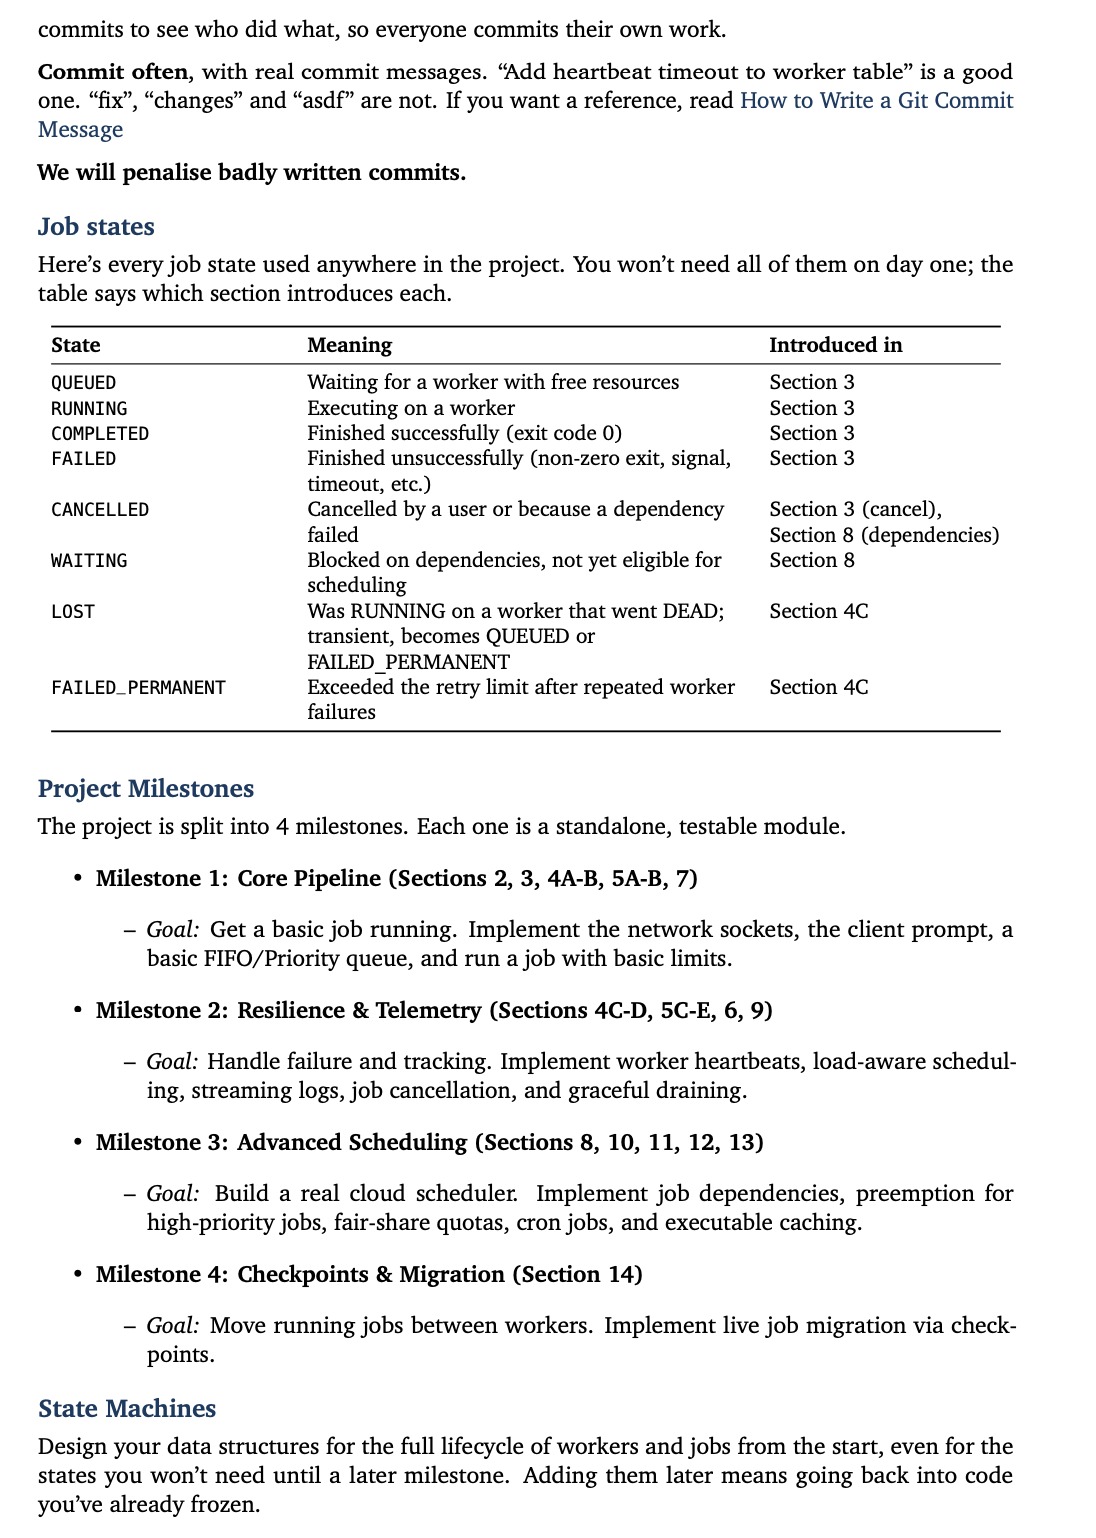 commits to see who did what, so everyone commits their own work.
Commit often, with real commit messages. “Add heartbeat timeout to worker table” is a good
one. “fix”, “changes” and “asdf” are not. If you want a reference, read How to Write a Git Commit
Message
We will penalise badly written commits.
Job states
Here’s every job state used anywhere in the project. You won’t need all of them on day one; the
table says which section introduces each.
State Meaning Introduced in
QUEUED Waiting for a worker with free resources Section 3
RUNNING Executing on a worker Section 3
COMPLETED Finished successfully (exit code 0) Section 3
FAILED Finished unsuccessfully (non-zero exit, signal, Section 3
timeout, etc.)
CANCELLED Cancelled by a user or because a dependency Section 3 (cancel),
failed Section 8 (dependencies)
WAITING Blocked on dependencies, not yet eligible for Section 8
scheduling
LOST Was RUNNING on a worker that went DEAD; Section 4C
transient, becomes QUEUED or
FAILED_PERMANENT
FAILED_PERMANENT Exceeded the retry limit after repeated worker Section 4C
failures
Project Milestones
The project is split into 4 milestones. Each one is a standalone, testable module.
• Milestone 1: Core Pipeline (Sections 2, 3, 4A-B, 5A-B, 7)
– Goal: Get a basic job running. Implement the network sockets, the client prompt, a
basic FIFO/Priority queue, and run a job with basic limits.
• Milestone 2: Resilience & Telemetry (Sections 4C-D, 5C-E, 6, 9)
– Goal: Handle failure and tracking. Implement worker heartbeats, load-aware schedul-
ing, streaming logs, job cancellation, and graceful draining.
• Milestone 3: Advanced Scheduling (Sections 8, 10, 11, 12, 13)
– Goal: Build a real cloud scheduler. Implement job dependencies, preemption for
high-priority jobs, fair-share quotas, cron jobs, and executable caching.
• Milestone 4: Checkpoints & Migration (Section 14)
– Goal: Move running jobs between workers. Implement live job migration via check-
points.
State Machines
Design your data structures for the full lifecycle of workers and jobs from the start, even for the
states you won’t need until a later milestone. Adding them later means going back into code
you’ve already frozen.